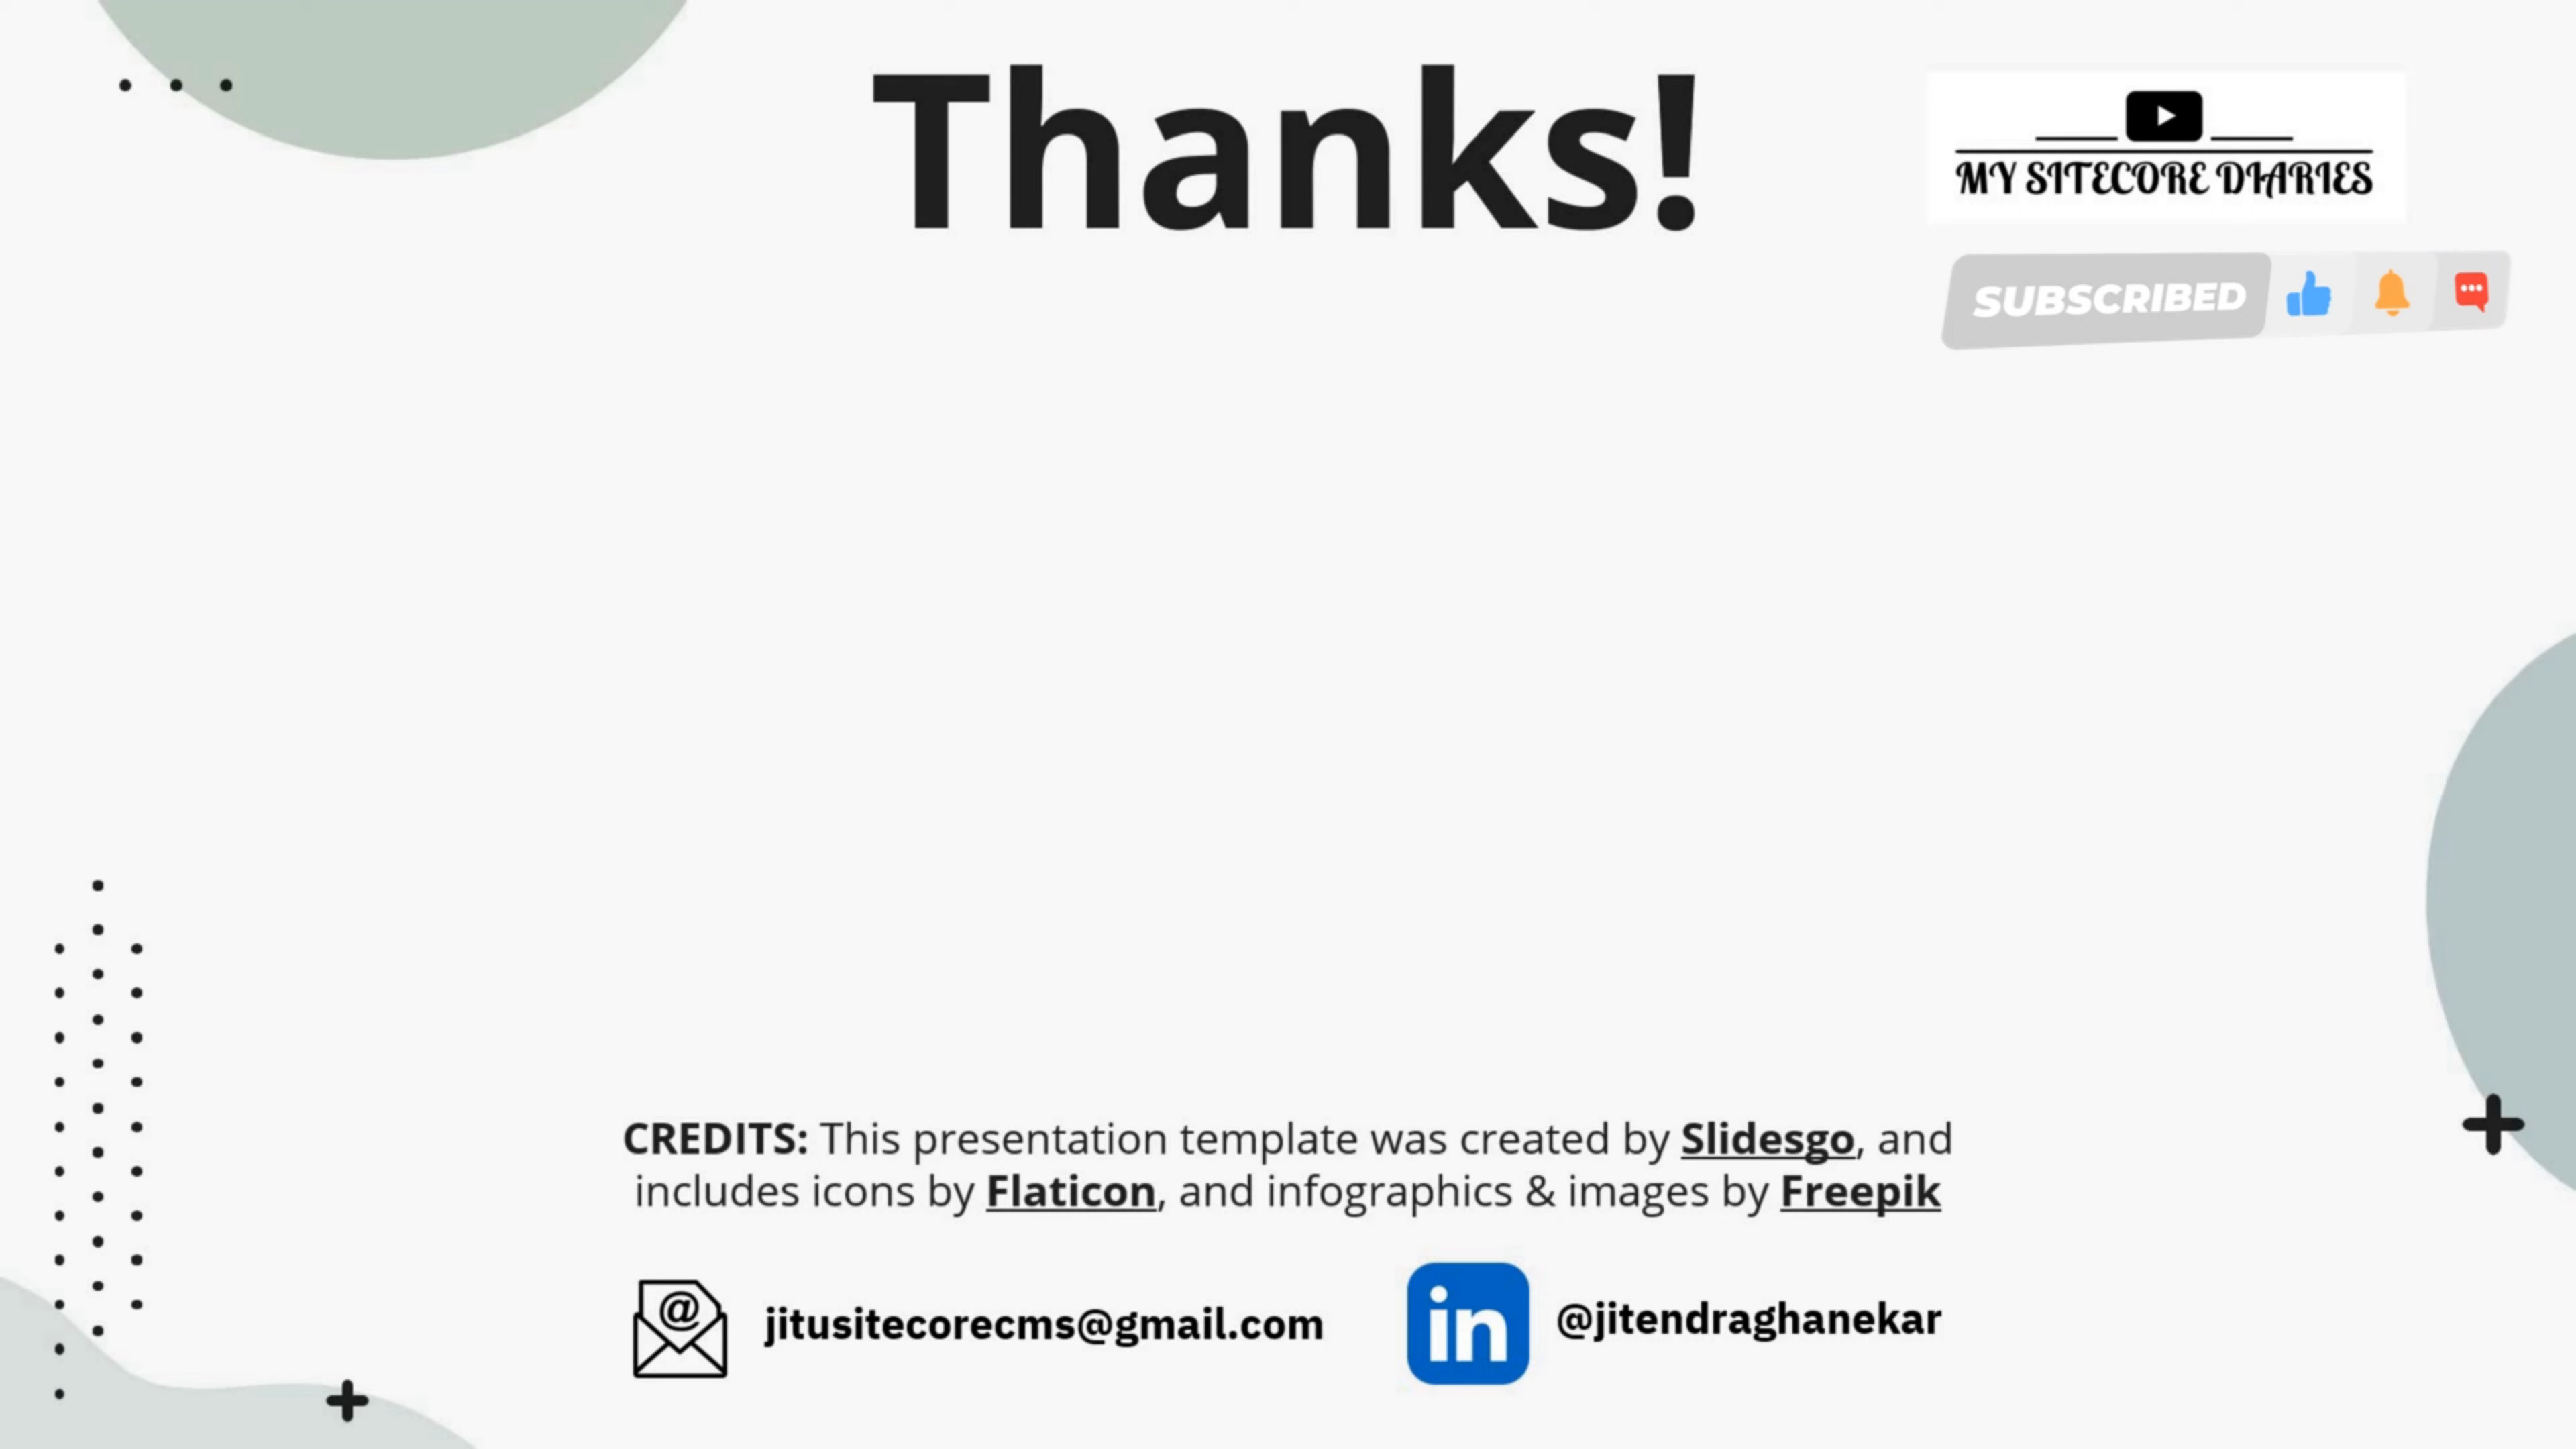 Thanks!
MY SITECORE DIARIES
SUBSCRIBED
CREDITS: This presentation template was created by Slidesgo, and
includes icons by Flaticon, and infographics & images by Freepik
jitusitecorecms@gmail.com
in
@jitendraghanekar